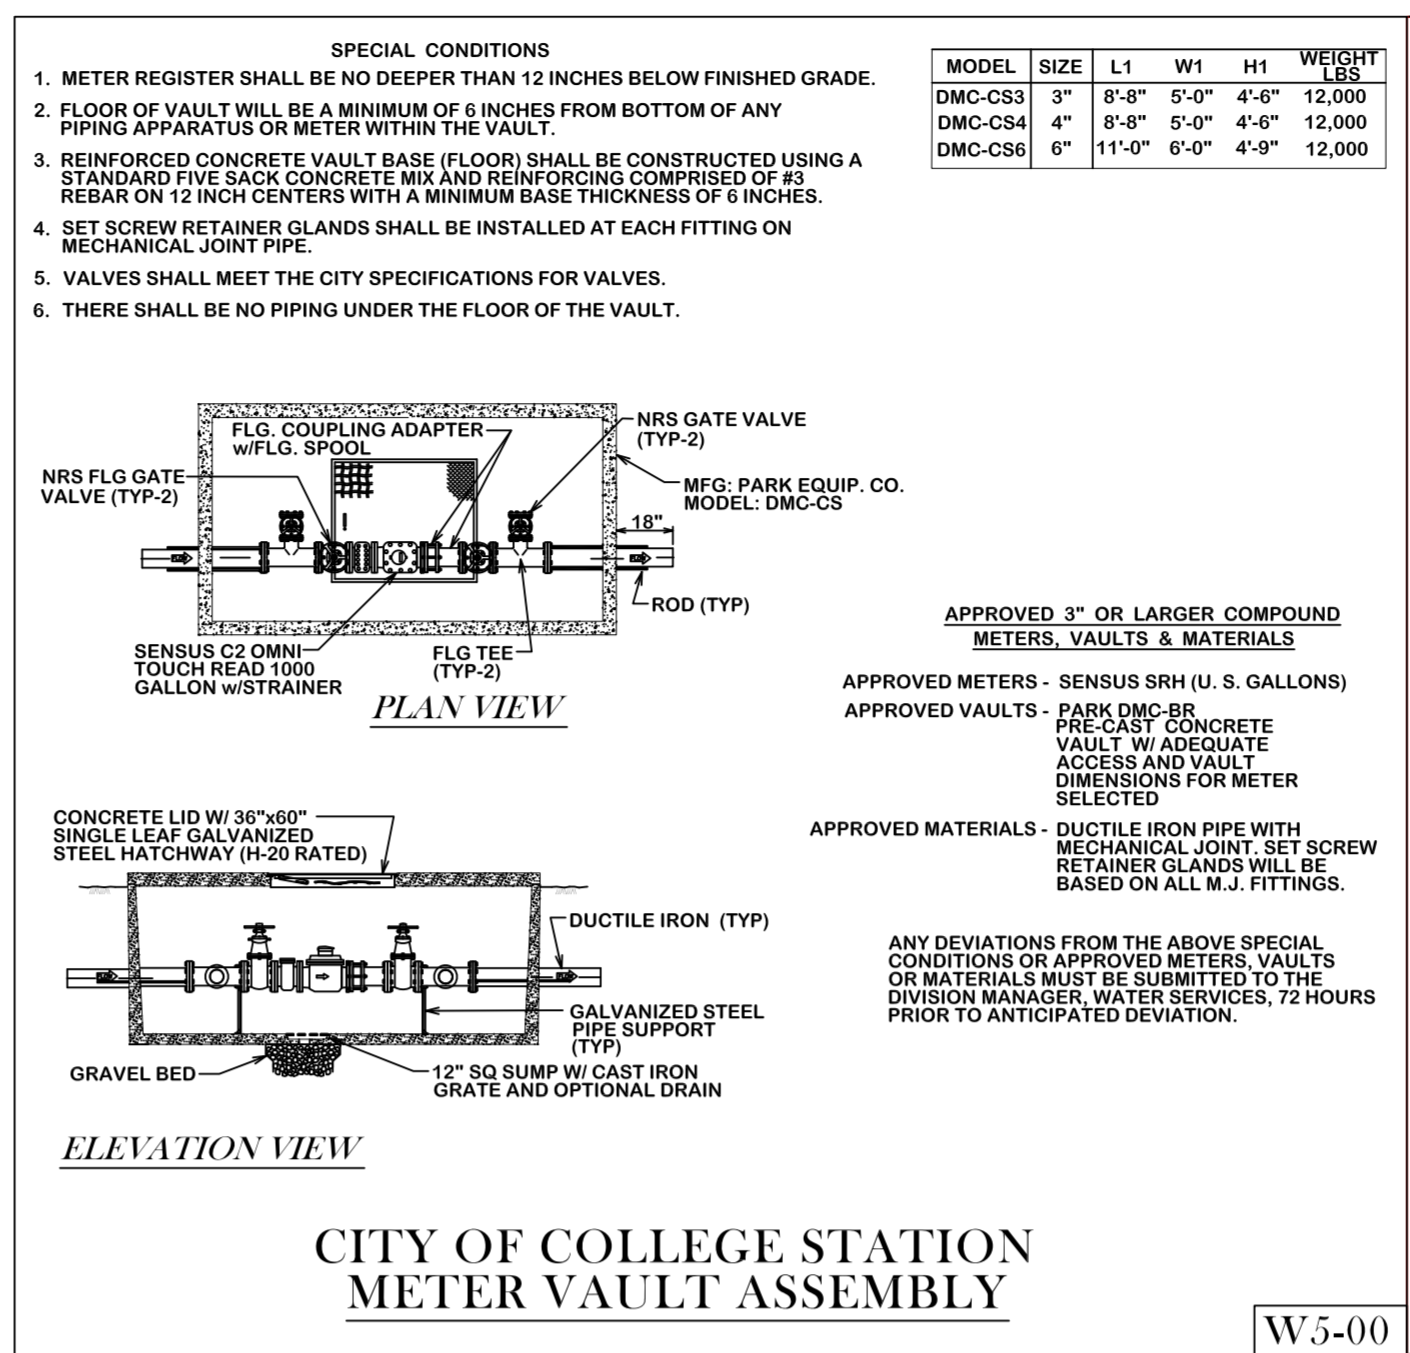 SPECIAL CONDITIONS
1. METER REGISTER SHALL BE NO DEEPER THAN 12 INCHES BELOW FINISHED GRADE.
2. FLOOR OF VAULT WILL BE A MINIMUM OF 6 INCHES FROM BOTTOM OF ANY
PIPING APPARATUS OR METER WITHIN THE VAULT.
3. REINFORCED CONCRETE VAULT BASE (FLOOR) SHALL BE CONSTRUCTED USING A
STANDARD FIVE SACK CONCRETE MIX AND REINFORCING COMPRISED OF #3
REBAR ON 12 INCH CENTERS WITH A MINIMUM BASE THICKNESS OF 6 INCHES.
4. SET SCREW RETAINER GLANDS SHALL BE INSTALLED AT EACH FITTING ON
MECHANICAL JOINT PIPE.
5. VALVES SHALL MEET THE CITY SPECIFICATIONS FOR VALVES.
6. THERE SHALL BE NO PIPING UNDER THE FLOOR OF THE VAULT.
MODEL SIZE L1 W1 H1 WEIGHT LBS
DMC-CS3 3" 8'-8" 5'-0" 4'-6" 12,000
DMC-CS4 4" 8'-8" 5'-0" 4'-6" 12,000
DMC-CS6 6" 11'-0" 6'-0" 4'-9" 12,000
FLG. COUPLING ADAPTER
w/FLG. SPOOL
NRS GATE VALVE
(TYP-2)
NRS FLG GATE
VALVE (TYP-2)
MFG: PARK EQUIP. CO.
MODEL: DMC-CS
18"
FLOW
FLOW
ROD (TYP)
SENSUS C2 OMNI
TOUCH READ 1000
GALLON w/STRAINER
FLG TEE
(TYP-2)
PLAN VIEW
APPROVED 3" OR LARGER COMPOUND
METERS, VAULTS & MATERIALS
APPROVED METERS - SENSUS SRH (U. S. GALLONS)
APPROVED VAULTS - PARK DMC-BR
PRE-CAST CONCRETE
VAULT W/ ADEQUATE
ACCESS AND VAULT
DIMENSIONS FOR METER
SELECTED
APPROVED MATERIALS - DUCTILE IRON PIPE WITH
MECHANICAL JOINT. SET SCREW
RETAINER GLANDS WILL BE
BASED ON ALL M.J. FITTINGS.
ANY DEVIATIONS FROM THE ABOVE SPECIAL
CONDITIONS OR APPROVED METERS, VAULTS
OR MATERIALS MUST BE SUBMITTED TO THE
DIVISION MANAGER, WATER SERVICES, 72 HOURS
PRIOR TO ANTICIPATED DEVIATION.
CONCRETE LID W/ 36"x60"
SINGLE LEAF GALVANIZED
STEEL HATCHWAY (H-20 RATED)
DUCTILE IRON (TYP)
FLOW
FLOW
GALVANIZED STEEL
PIPE SUPPORT
(TYP)
GRAVEL BED
12" SQ SUMP W/ CAST IRON
GRATE AND OPTIONAL DRAIN
ELEVATION VIEW
CITY OF COLLEGE STATION
METER VAULT ASSEMBLY
W5-00